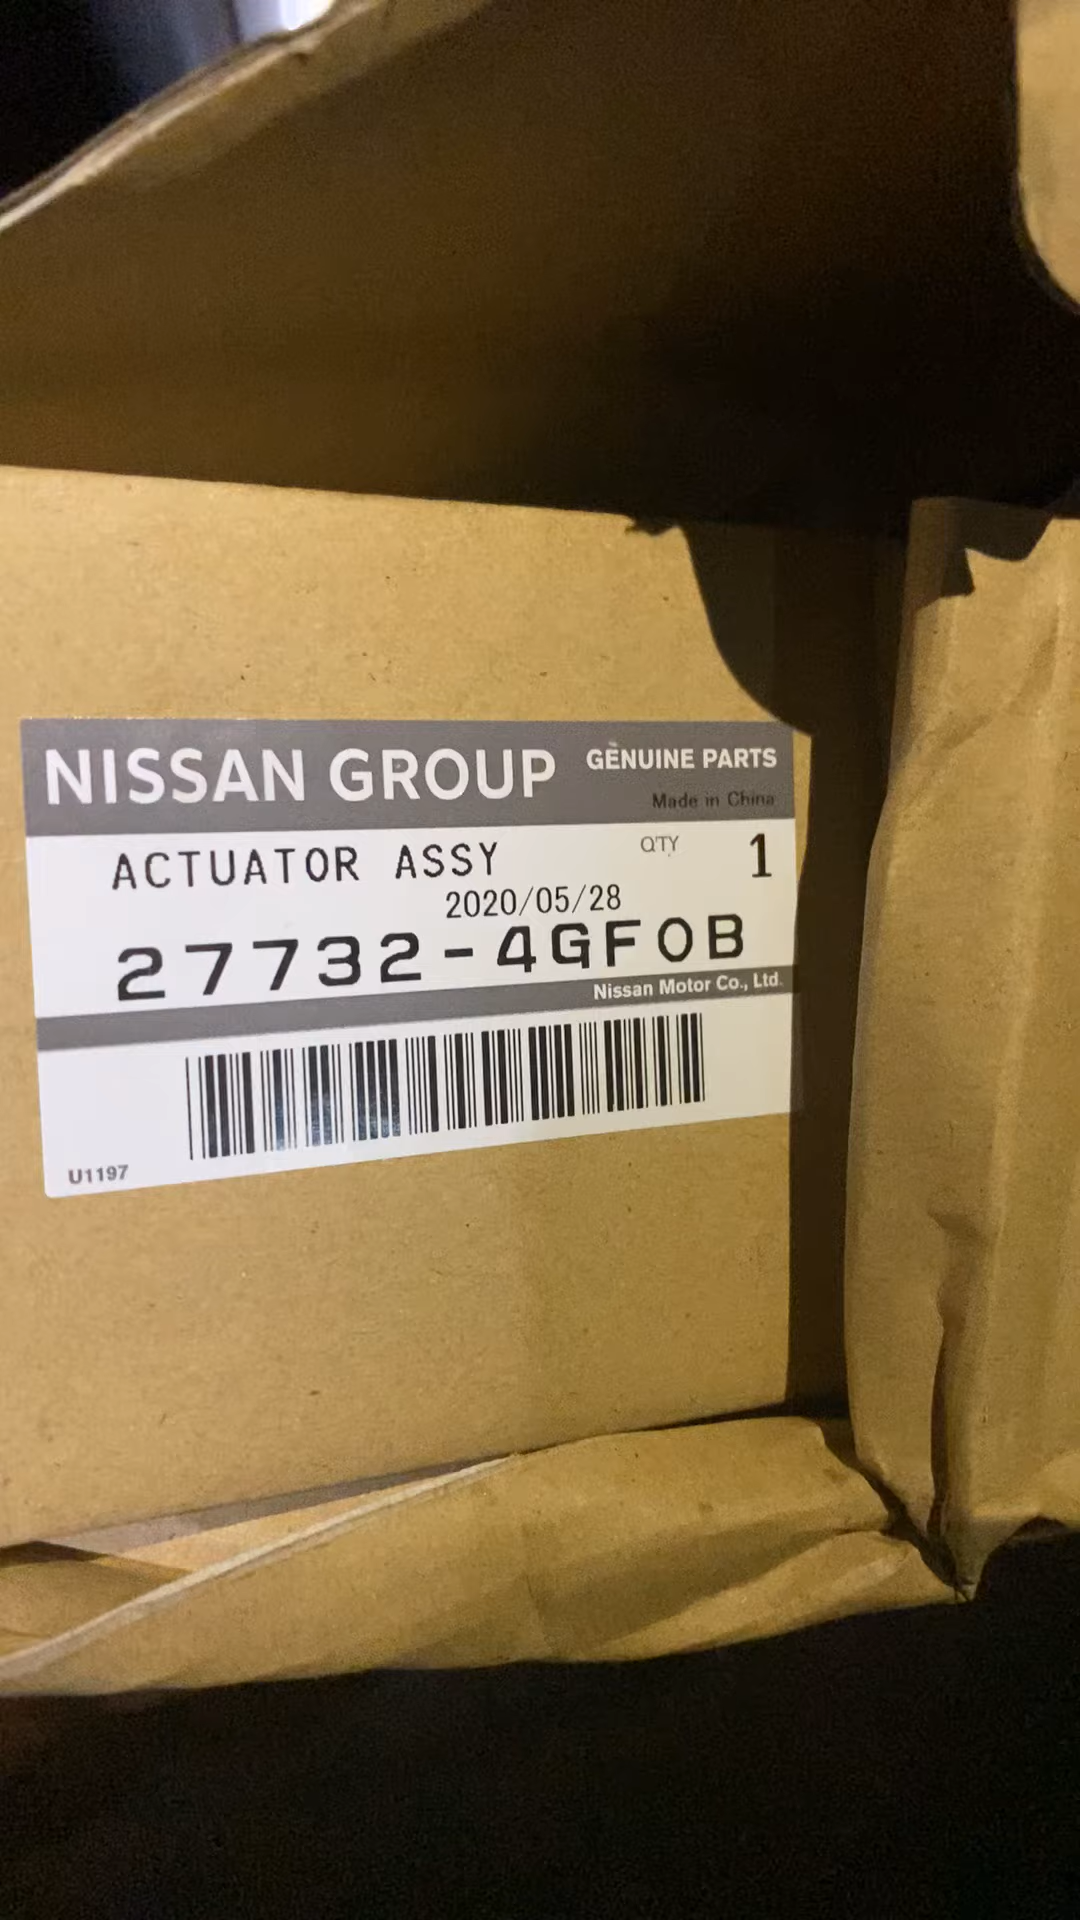 NISSAN GROUP GENUINE PARTS
Made in China
ACTUATOR ASSY Q'TY 1
2020/05/28
27732-4GF0B
Nissan Motor Co., Ltd.
U1197